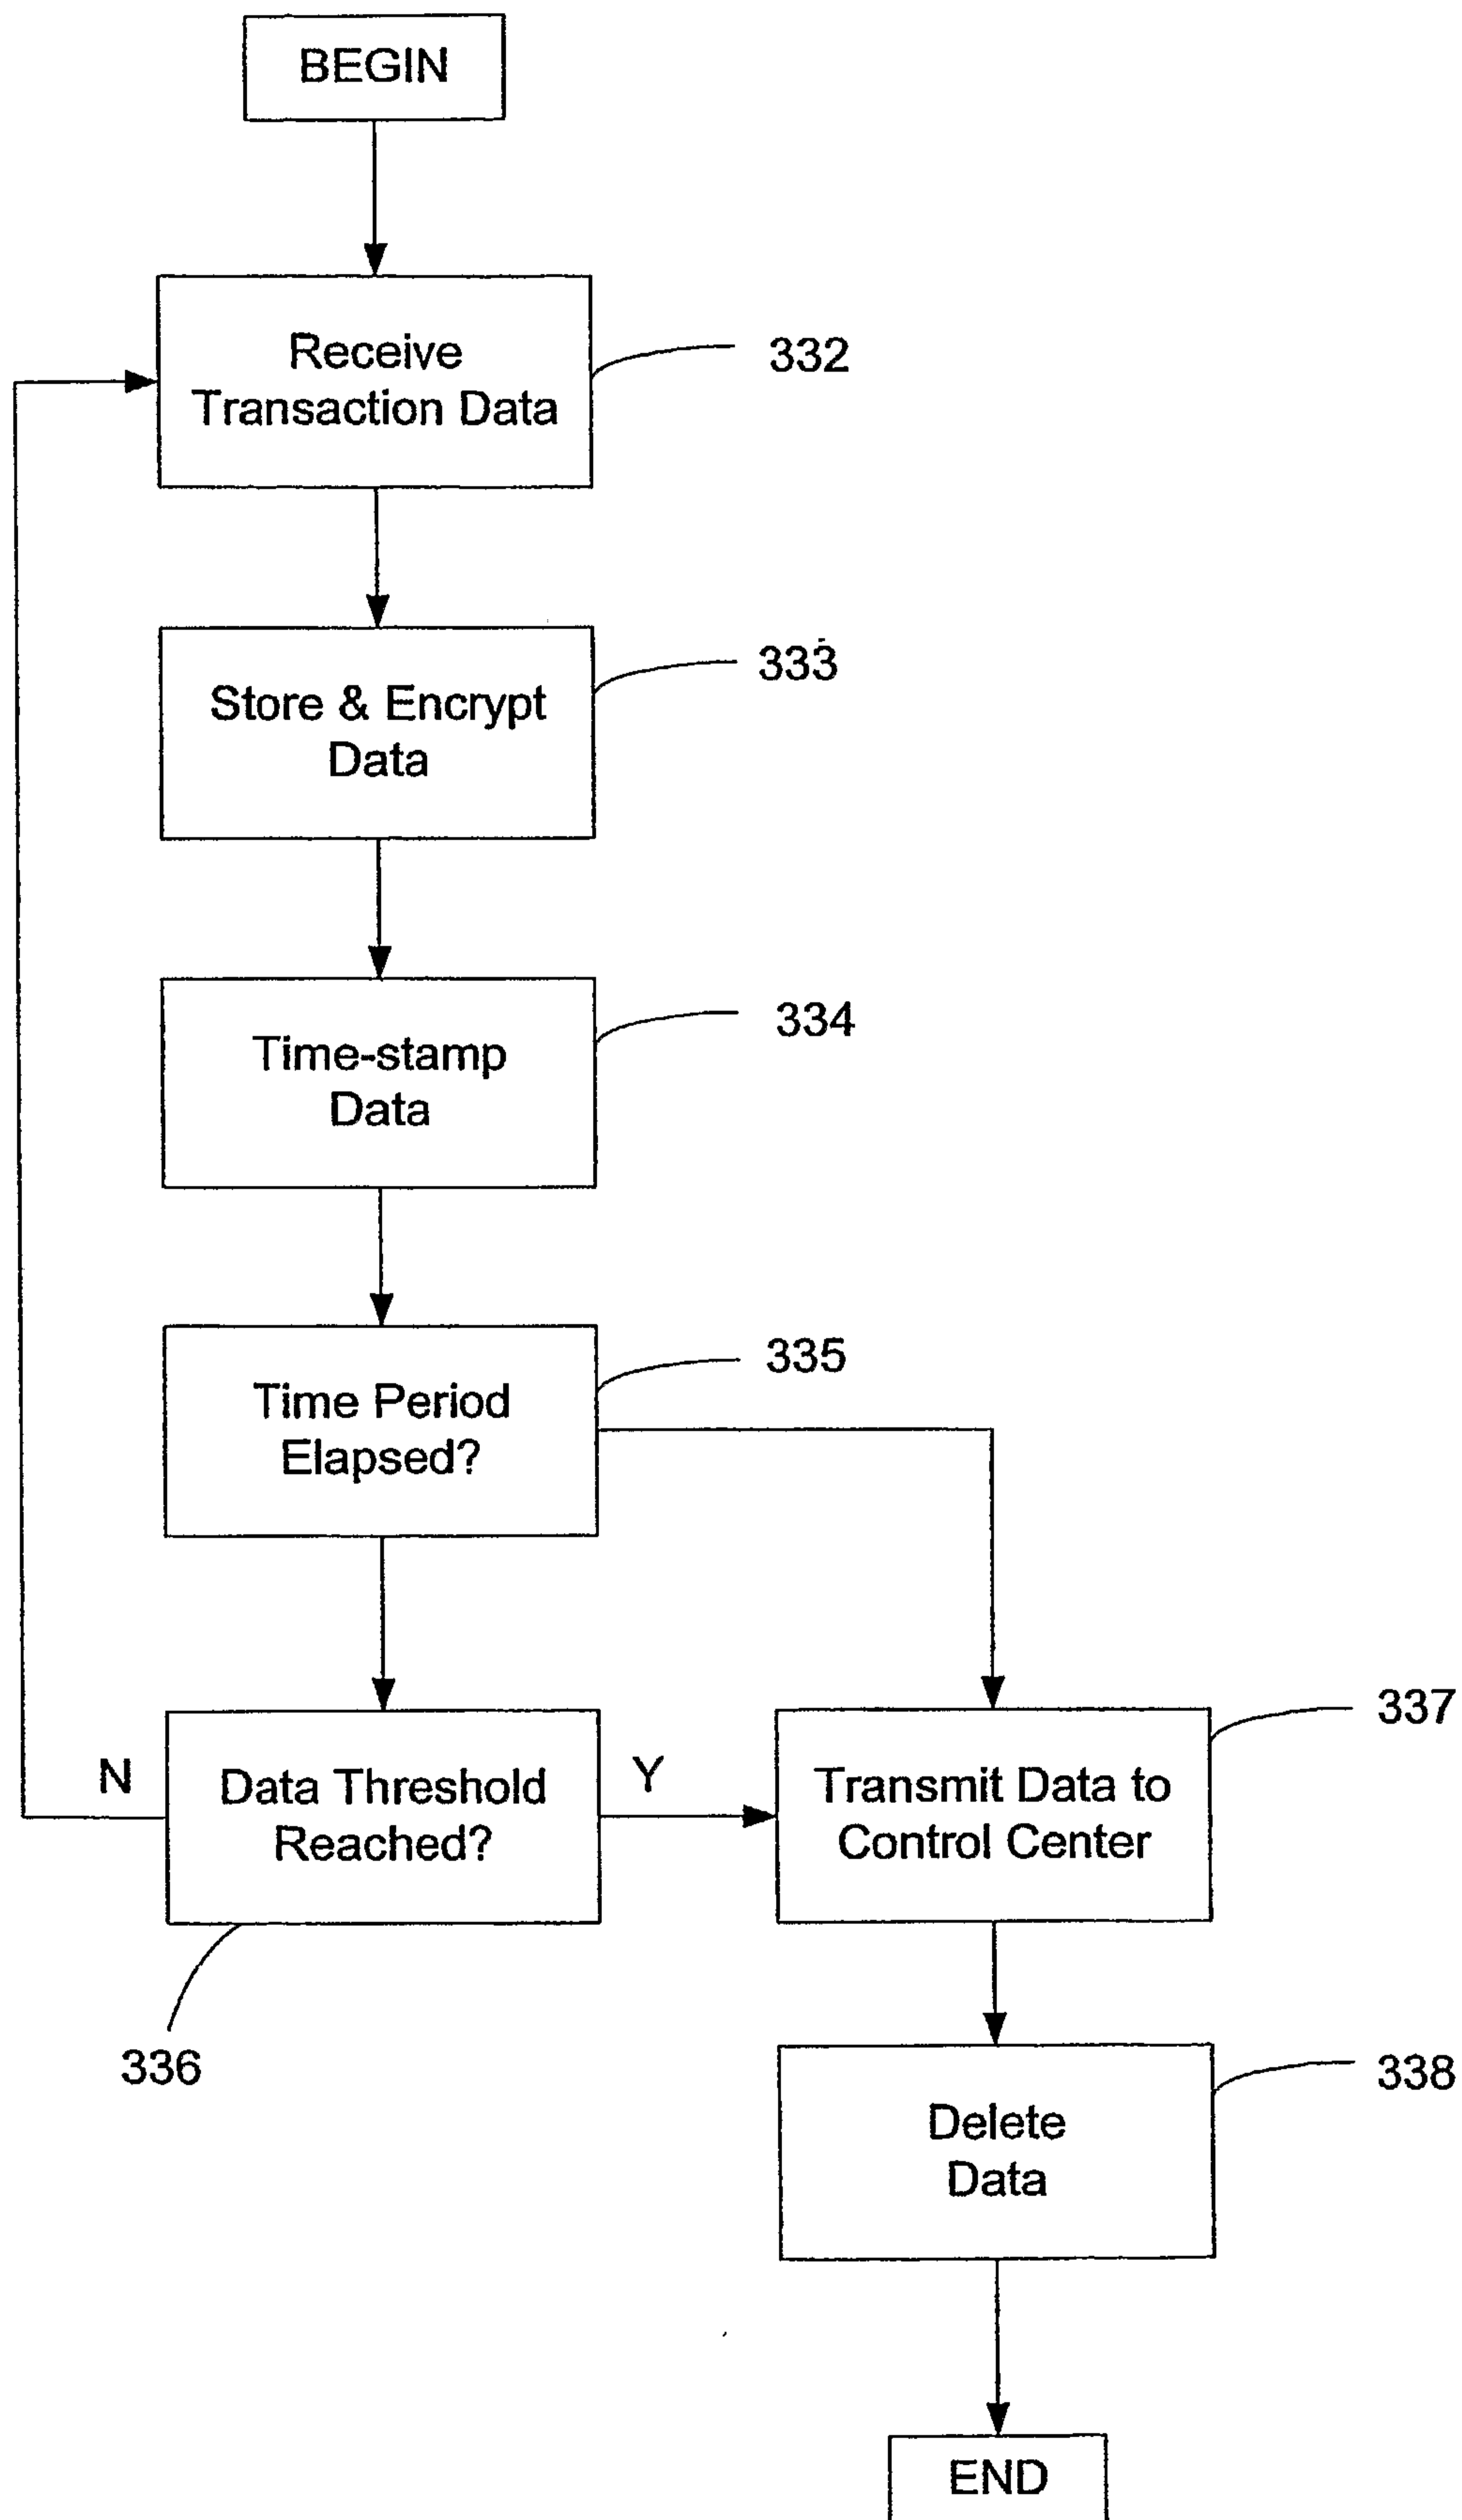 BEGIN
Receive
Transaction Data
332
Store & Encrypt
Data
333
Time-stamp
Data
334
Time Period
Elapsed?
335
N
Data Threshold
Reached?
Y
336
Transmit Data to
Control Center
337
Delete
Data
338
END